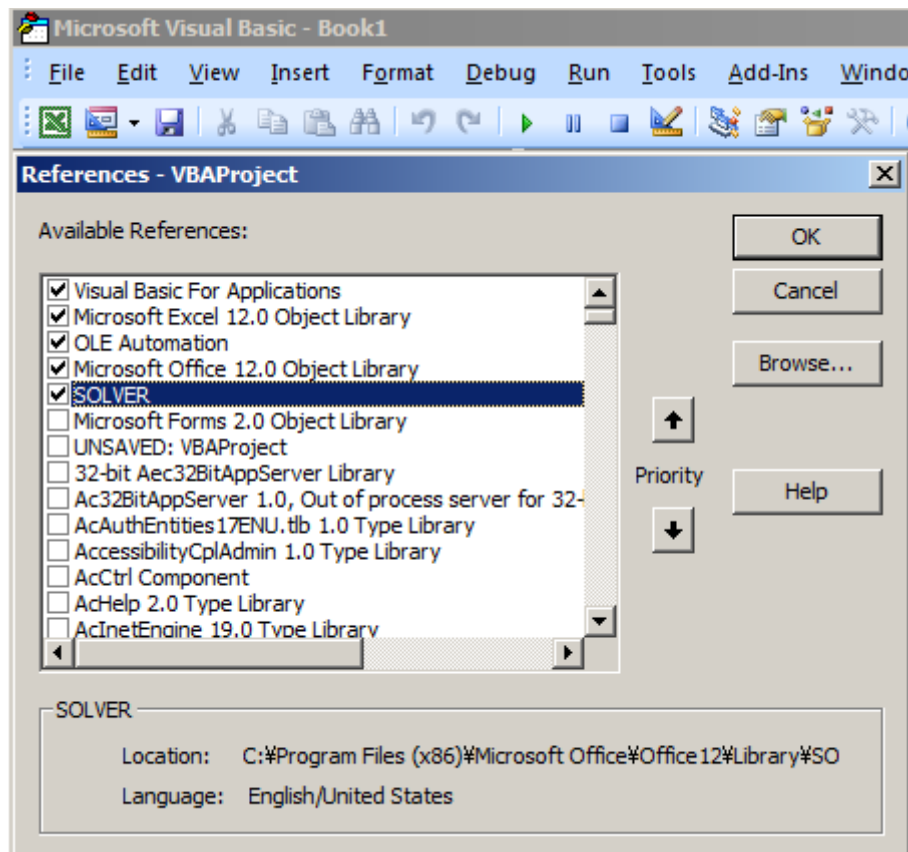 Microsoft Visual Basic - Book1
File Edit View Insert Format Debug Run Tools Add-Ins Windo
References - VBAProject
Available References:
OK
Cancel
Browse...
Priority
Help
Visual Basic For Applications
Microsoft Excel 12.0 Object Library
OLE Automation
Microsoft Office 12.0 Object Library
SOLVER
Microsoft Forms 2.0 Object Library
UNSAVED: VBAProject
32-bit Aec32BitAppServer Library
Ac32BitAppServer 1.0, Out of process server for 32-
AcAuthEntities17ENU.tlb 1.0 Type Library
AccessibilityCplAdmin 1.0 Type Library
AcCtrl Component
AcHelp 2.0 Type Library
AcInetEngine 19.0 Type Library
SOLVER
Location: C:¥Program Files (x86)¥Microsoft Office¥Office12¥Library¥SO
Language: English/United States